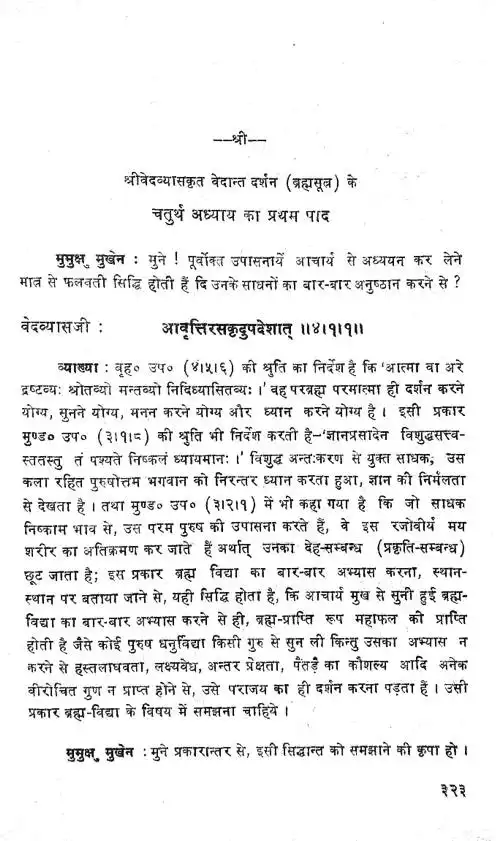 —श्री—
श्रीवेदव्यासकृत वेदान्त दर्शन (ब्रह्मसूत्र) के
चतुर्थ अध्याय का प्रथम पाद
मुमुक्षु मुखेन : मुने ! पूर्वोक्त उपासनायें आचार्य से अध्ययन कर लेने
मात्र से फलवती सिद्धि होती हैं दि उनके साधनों का बार-बार अनुष्ठान करने से ?
वेदव्यासजी : आवृत्तिरसकृदुपदेशात् ॥४।१।१॥
व्याख्या : वृह० उप० (४।५।६) की श्रुति का निर्देश है कि 'आत्मा वा अरे
द्रष्टव्यः श्रोतव्यो मन्तव्यो निदिध्यासितव्यः ।' वह परब्रह्म परमात्मा ही दर्शन करने
योग्य, सुनने योग्य, मनन करने योग्य और ध्यान करने योग्य है । इसी प्रकार
मुण्ड० उप० (३।१।८) की श्रुति भी निर्देश करती है–'ज्ञानप्रसादेन विशुद्धसत्त्व-
स्ततस्तु तं पश्यते निष्कलं ध्यायमानः ।' विशुद्ध अन्तःकरण से युक्त साधक, उस
कला रहित पुरुषोत्तम भगवान को निरन्तर ध्यान करता हुआ, ज्ञान की निर्मलता
से देखता है । तथा मुण्ड० उप० (३।२।१) में भी कहा गया है कि जो साधक
निष्काम भाव से, उस परम पुरुष की उपासना करते हैं, वे इस रजोवीर्य मय
शरीर का अतिक्रमण कर जाते हैं अर्थात् उनका देह-सम्बन्ध (प्रकृति-सम्बन्ध)
छूट जाता है; इस प्रकार ब्रह्म विद्या का बार-बार अभ्यास करना, स्थान-
स्थान पर बताया जाने से, यही सिद्धि होता है, कि आचार्य मुख से सुनी हुई ब्रह्म-
विद्या का बार-बार अभ्यास करने से ही, ब्रह्म-प्राप्ति रूप महाफल की प्राप्ति
होती है जैसे कोई पुरुष धनुर्विद्या किसी गुरु से सुन ली किन्तु उसका अभ्यास न
करने से हस्तलाघवता, लक्ष्यवेध, अन्तर प्रेक्षता, पैंतड़ें का कौशल्य आदि अनेक
वीरोचित गुण न प्राप्त होने से, उसे पराजय का ही दर्शन करना पड़ता हैं । उसी
प्रकार ब्रह्म-विद्या के विषय में समझना चाहिये ।
मुमुक्षु मुखेन : मुने प्रकारान्तर से, इसी सिद्धान्त को समझाने की कृपा हो ।
३२३